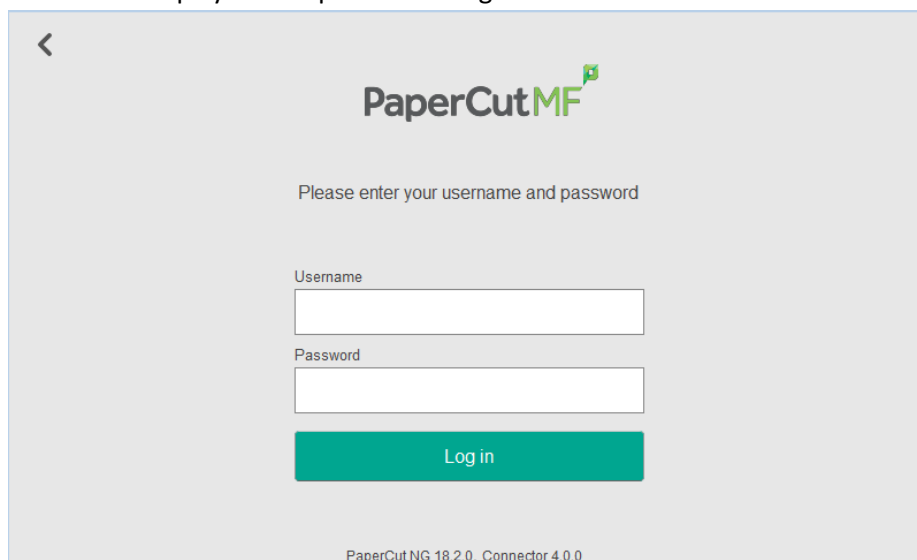 PaperCutMF
Please enter your username and password
Username
Password
Log in
PaperCut NG 18.2.0, Connector 4.0.0